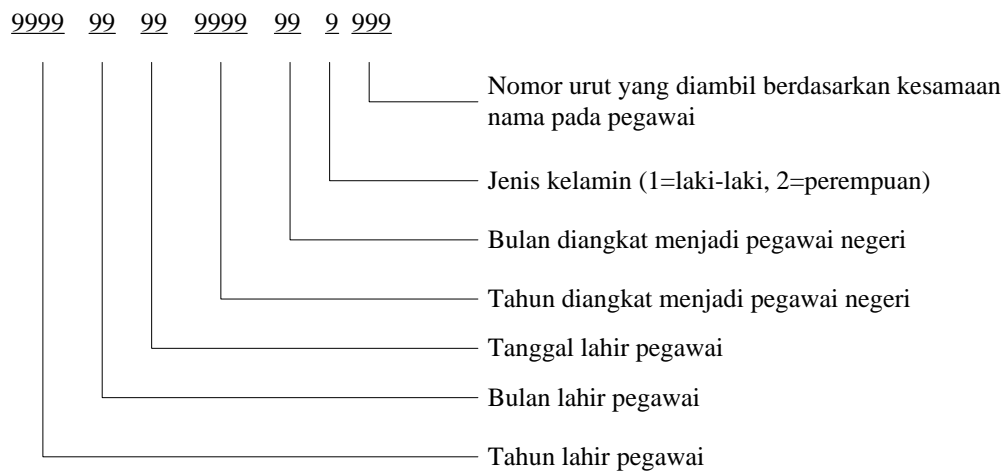 9999 99 99 9999 99 9 999
Nomor urut yang diambil berdasarkan kesamaan
nama pada pegawai
Jenis kelamin (1=laki-laki, 2=perempuan)
Bulan diangkat menjadi pegawai negeri
Tahun diangkat menjadi pegawai negeri
Tanggal lahir pegawai
Bulan lahir pegawai
Tahun lahir pegawai